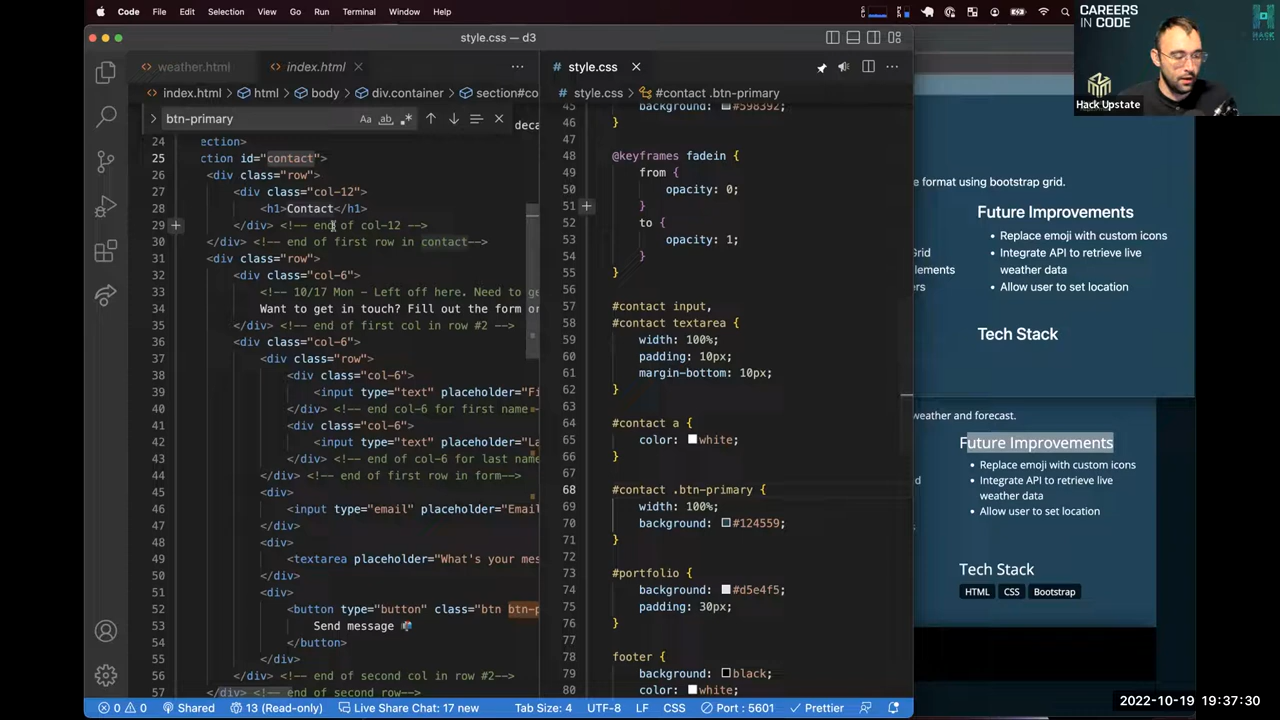 Code File Edit Selection View Go Run Terminal Window Help
style.css — d3
weather.html
index.html
index.html > html > body > div.container > section#co
btn-primary
Aa ab
deca
24 ection>
25 ction id="contact">
26 <div class="row">
27 <div class="col-12">
28 <h1>Contact</h1>
29 </div> <!-- end of col-12 -->
30 </div> <!-- end of first row in contact-->
31 <div class="row">
32 <div class="col-6">
33 <!-- 10/17 Mon - Left off here. Need to ge
34 Want to get in touch? Fill out the form or
35 </div> <!-- end of first col in row #2 -->
36 <div class="col-6">
37 <div class="row">
38 <div class="col-6">
39 <input type="text" placeholder="Fi
40 </div> <!-- end col-6 for first name
41 <div class="col-6">
42 <input type="text" placeholder="La
43 </div> <!-- end of col-6 for last name
44 </div> <!-- end of first row in form-->
45 <div>
46 <input type="email" placeholder="Email
47 </div>
48 <div>
49 <textarea placeholder="What's your mes
50 </div>
51 <div>
52 <button type="button" class="btn btn-p
53 Send message
54 </button>
55 </div>
56 </div> <!-- end of second col in row #2-->
57 </div> <!-- end of second row-->
# style.css
# style.css > #contact .btn-primary
45 background: #598392;
46 }
47
48 @keyframes fadein {
49 from {
50 opacity: 0;
51 }
52 to {
53 opacity: 1;
54 }
55 }
56
57 #contact input,
58 #contact textarea {
59 width: 100%;
60 padding: 10px;
61 margin-bottom: 10px;
62 }
63
64 #contact a {
65 color: white;
66 }
67
68 #contact .btn-primary {
69 width: 100%;
70 background: #124559;
71 }
72
73 #portfolio {
74 background: #d5e4f5;
75 padding: 30px;
76 }
77
78 footer {
79 background: black;
80 color: white;
0 0 Shared 13 (Read-only) Live Share Chat: 17 new Tab Size: 4 UTF-8 LF CSS Port : 5601 Prettier
CAREERS
IN CODE
HACK
Hack Upstate
e format using bootstrap grid.
Future Improvements
Replace emoji with custom icons
Integrate API to retrieve live
weather data
Allow user to set location
Grid
lements
ers
Tech Stack
weather and forecast.
Future Improvements
Replace emoji with custom icons
Integrate API to retrieve live
weather data
Allow user to set location
d
Tech Stack
HTML CSS Bootstrap
2022-10-19 19:37:30